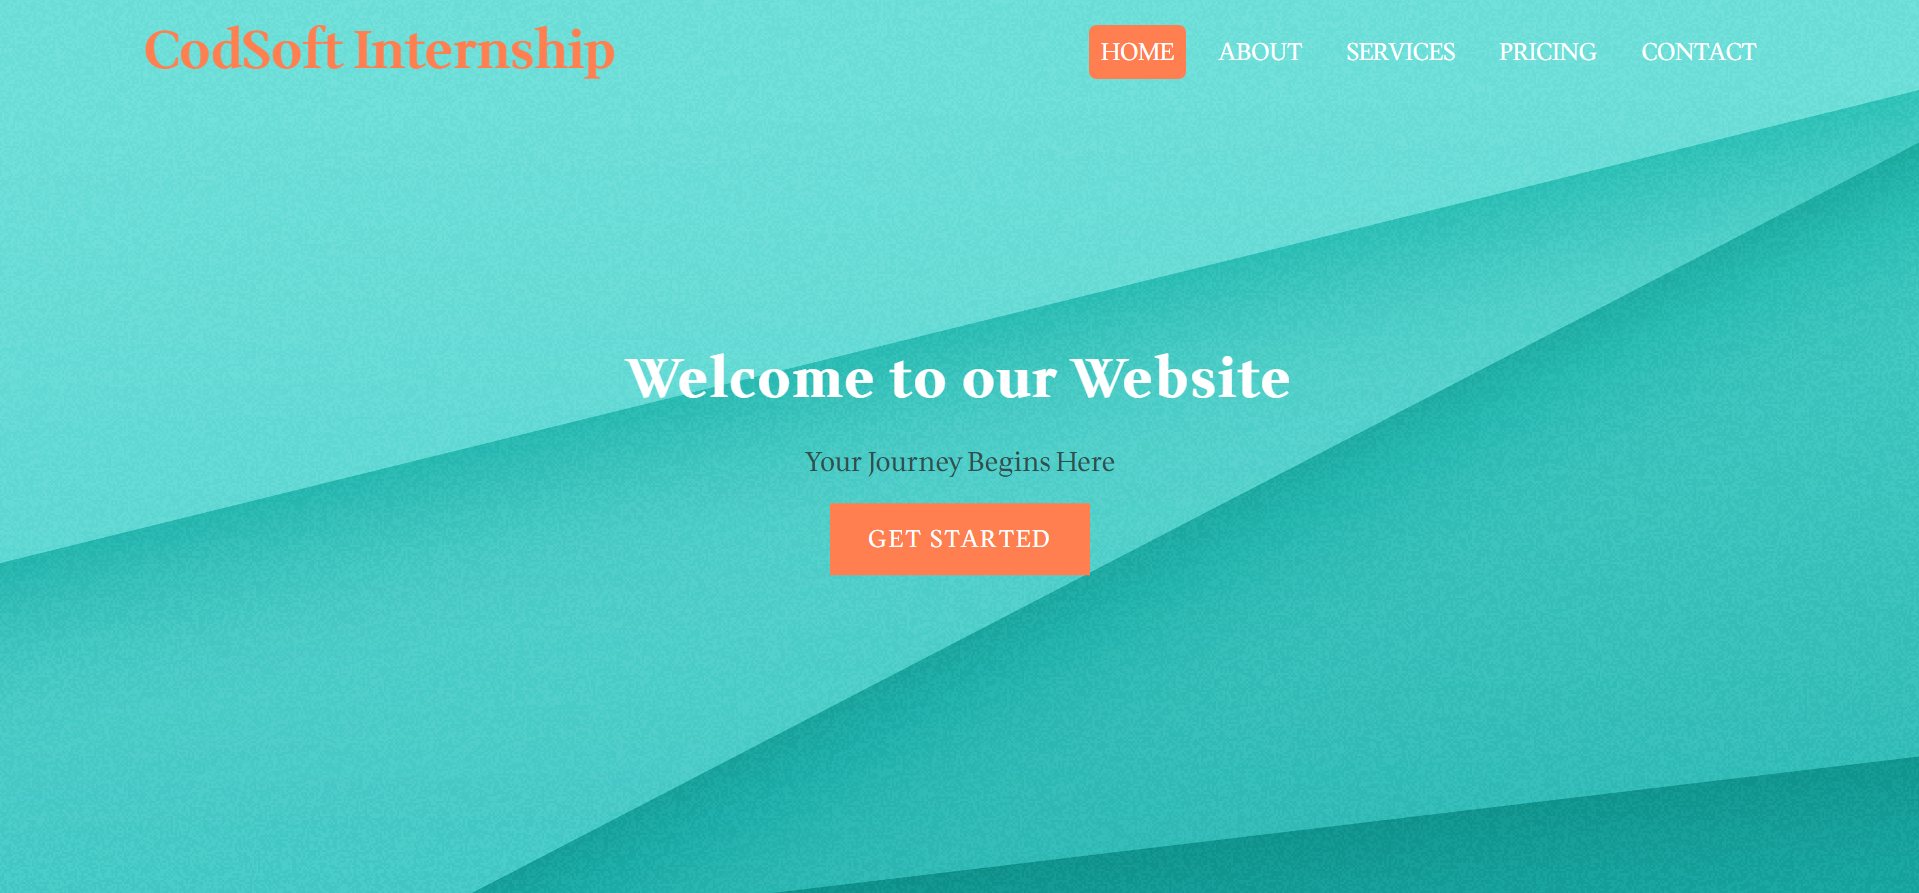 CodSoft Internship
HOME ABOUT SERVICES PRICING CONTACT
Welcome to our Website
Your Journey Begins Here
GET STARTED